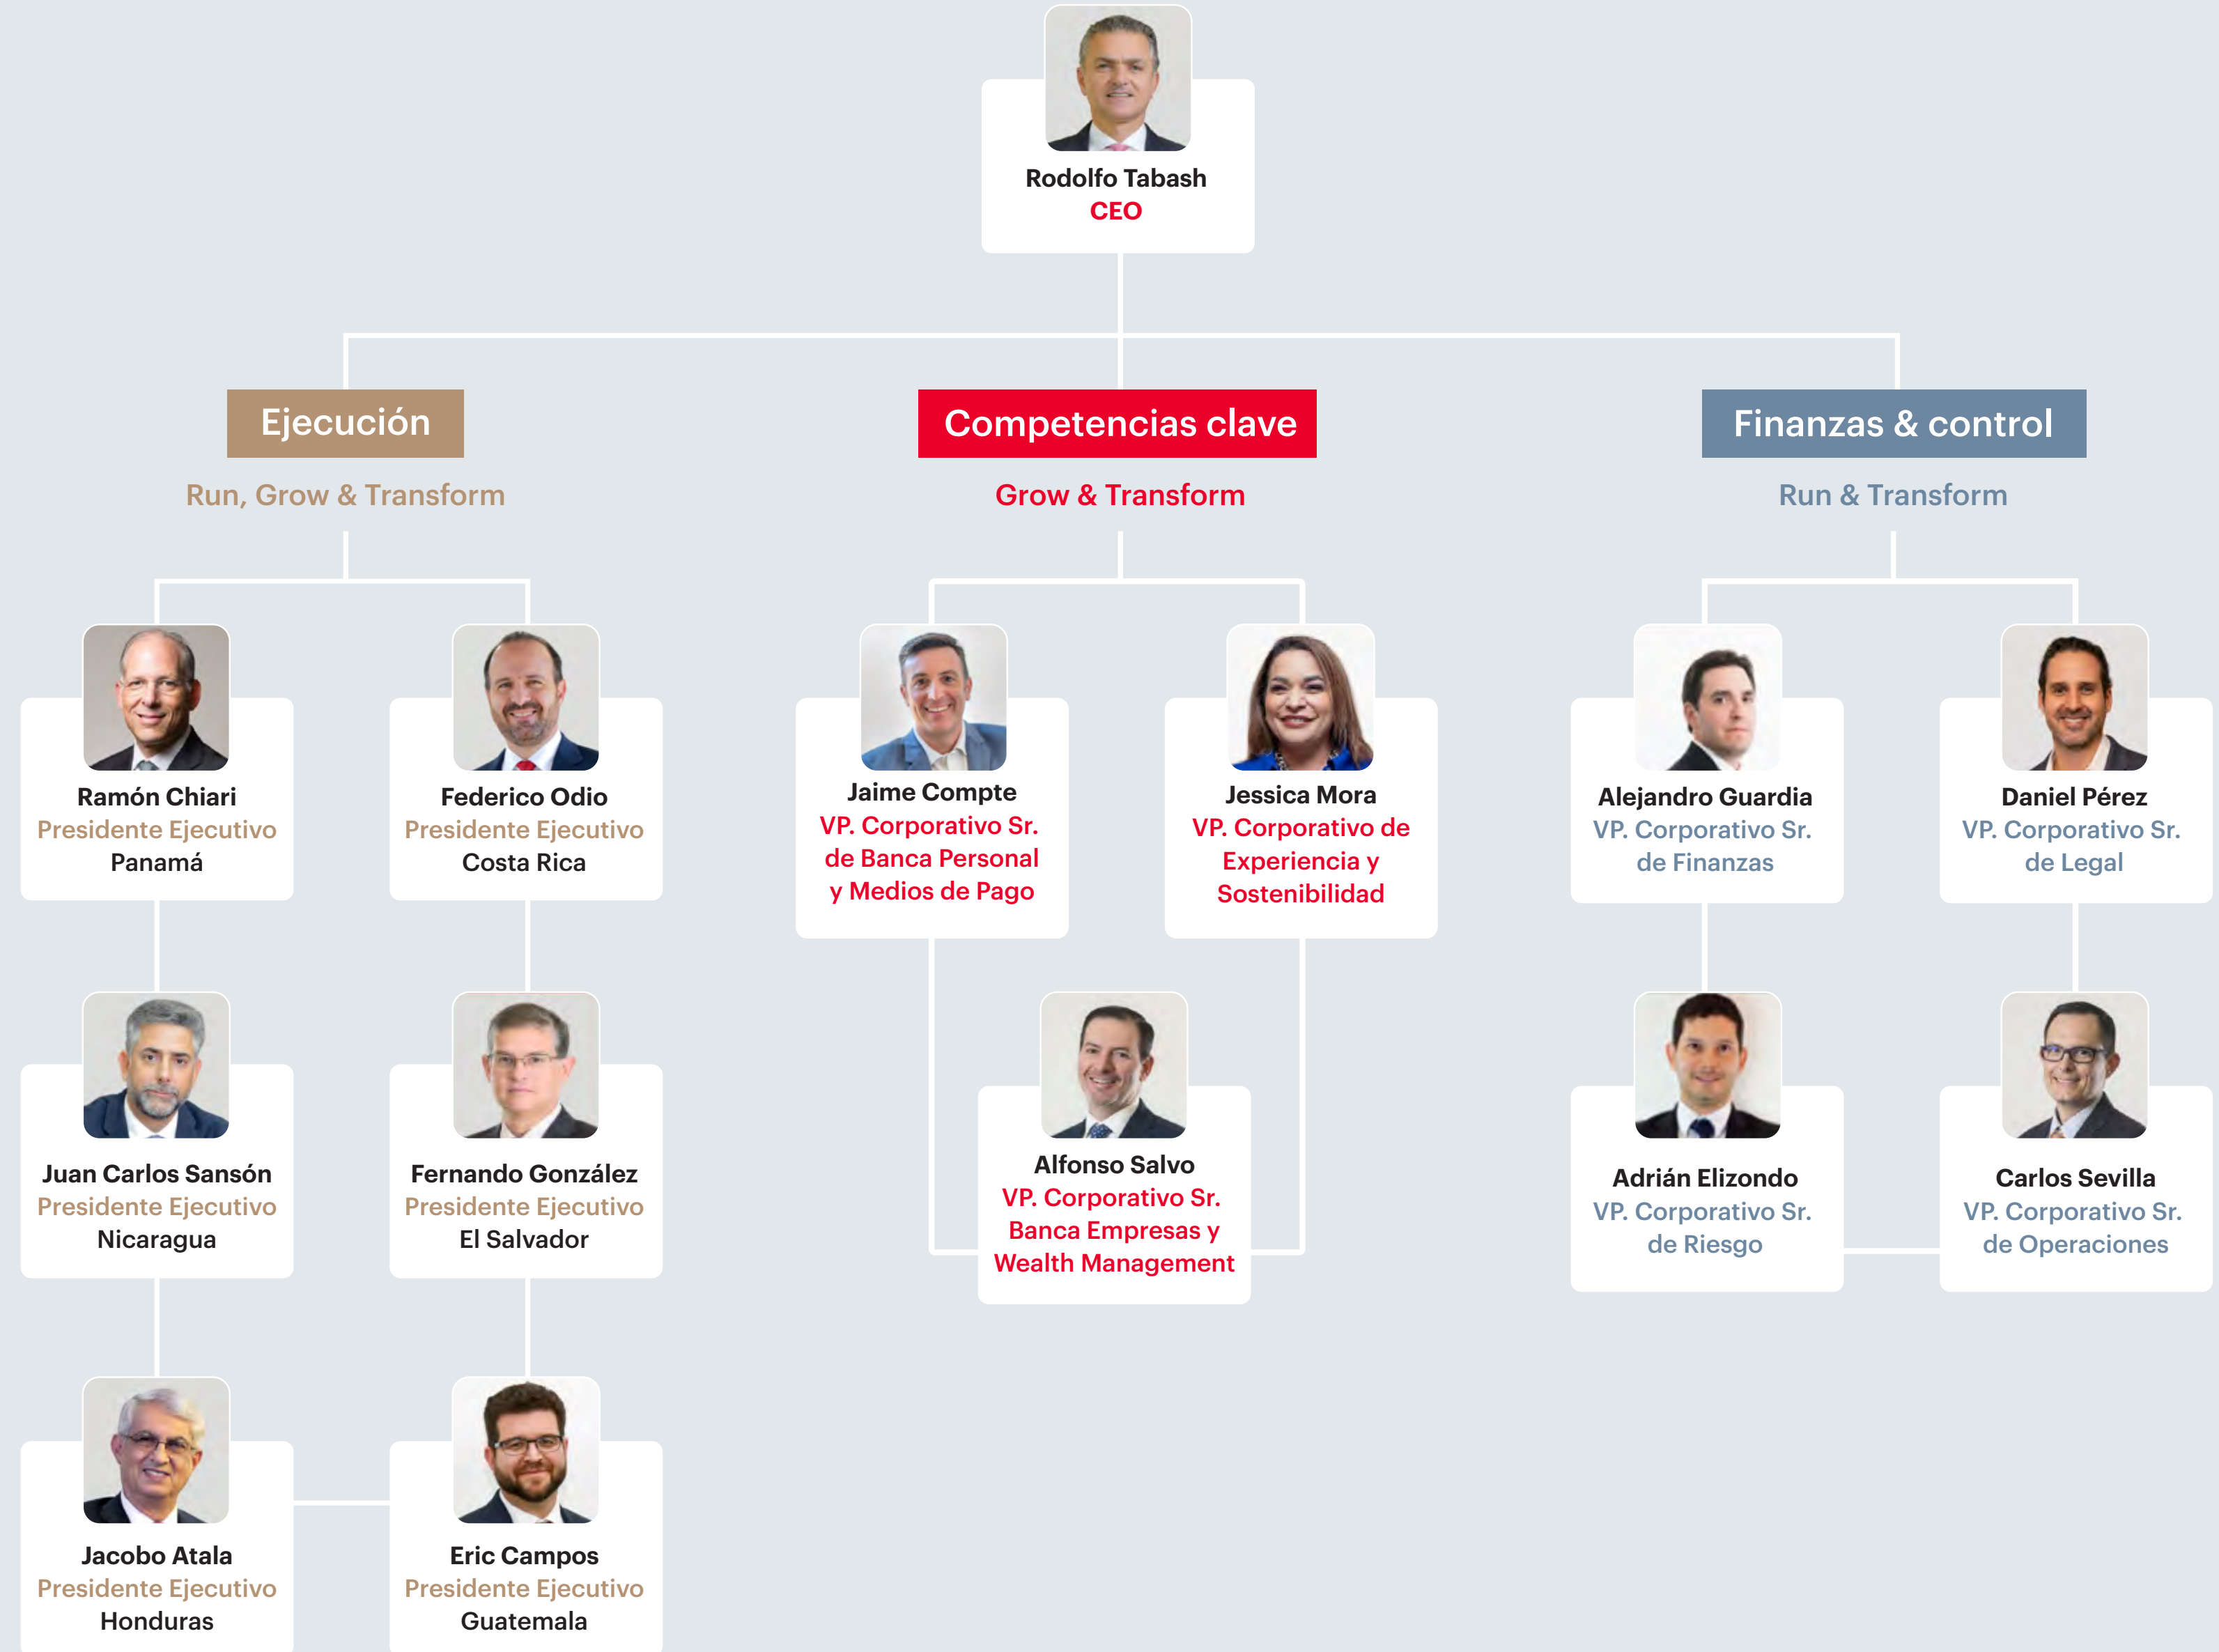 Rodolfo Tabash
CEO
Ejecución
Run, Grow & Transform
Ramón Chiari
Presidente Ejecutivo
Panamá
Federico Odio
Presidente Ejecutivo
Costa Rica
Juan Carlos Sansón
Presidente Ejecutivo
Nicaragua
Fernando González
Presidente Ejecutivo
El Salvador
Jacobo Atala
Presidente Ejecutivo
Honduras
Eric Campos
Presidente Ejecutivo
Guatemala
Competencias clave
Grow & Transform
Jaime Compte
VP. Corporativo Sr.
de Banca Personal
y Medios de Pago
Jessica Mora
VP. Corporativo de
Experiencia y
Sostenibilidad
Alfonso Salvo
VP. Corporativo Sr.
Banca Empresas y
Wealth Management
Finanzas & control
Run & Transform
Alejandro Guardia
VP. Corporativo Sr.
de Finanzas
Daniel Pérez
VP. Corporativo Sr.
de Legal
Adrián Elizondo
VP. Corporativo Sr.
de Riesgo
Carlos Sevilla
VP. Corporativo Sr.
de Operaciones